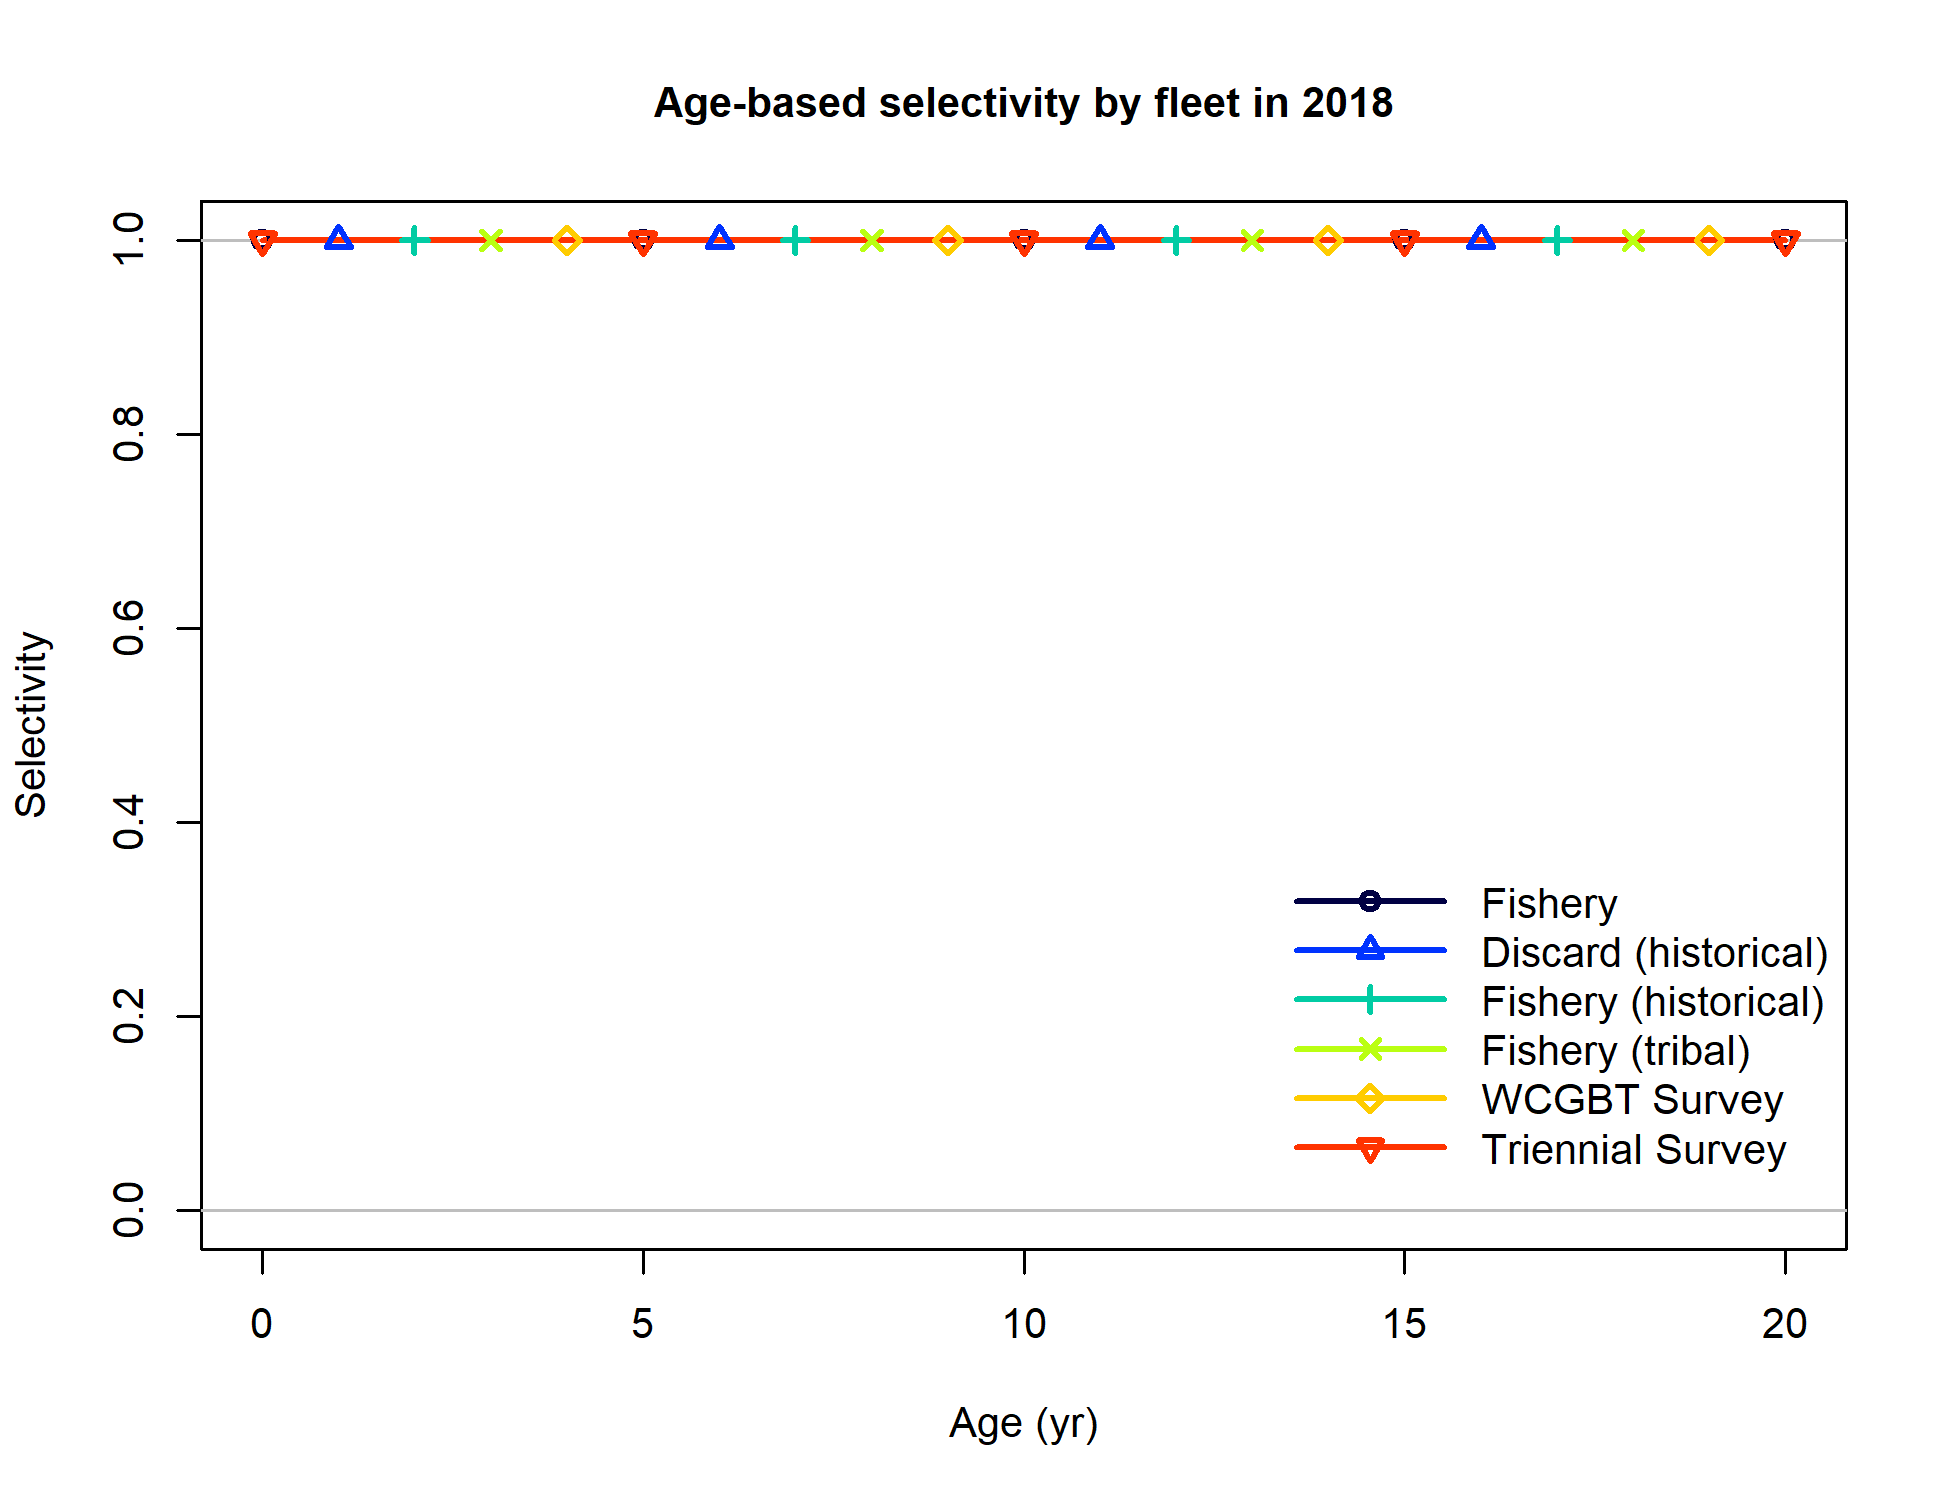 Age-based selectivity by fleet in 2018
1.0
0.8
0.6
0.4
0.2
0.0
Selectivity
Fishery
Discard (historical)
Fishery (historical)
Fishery (tribal)
WCGBT Survey
Triennial Survey
0 5 10 15 20
Age (yr)